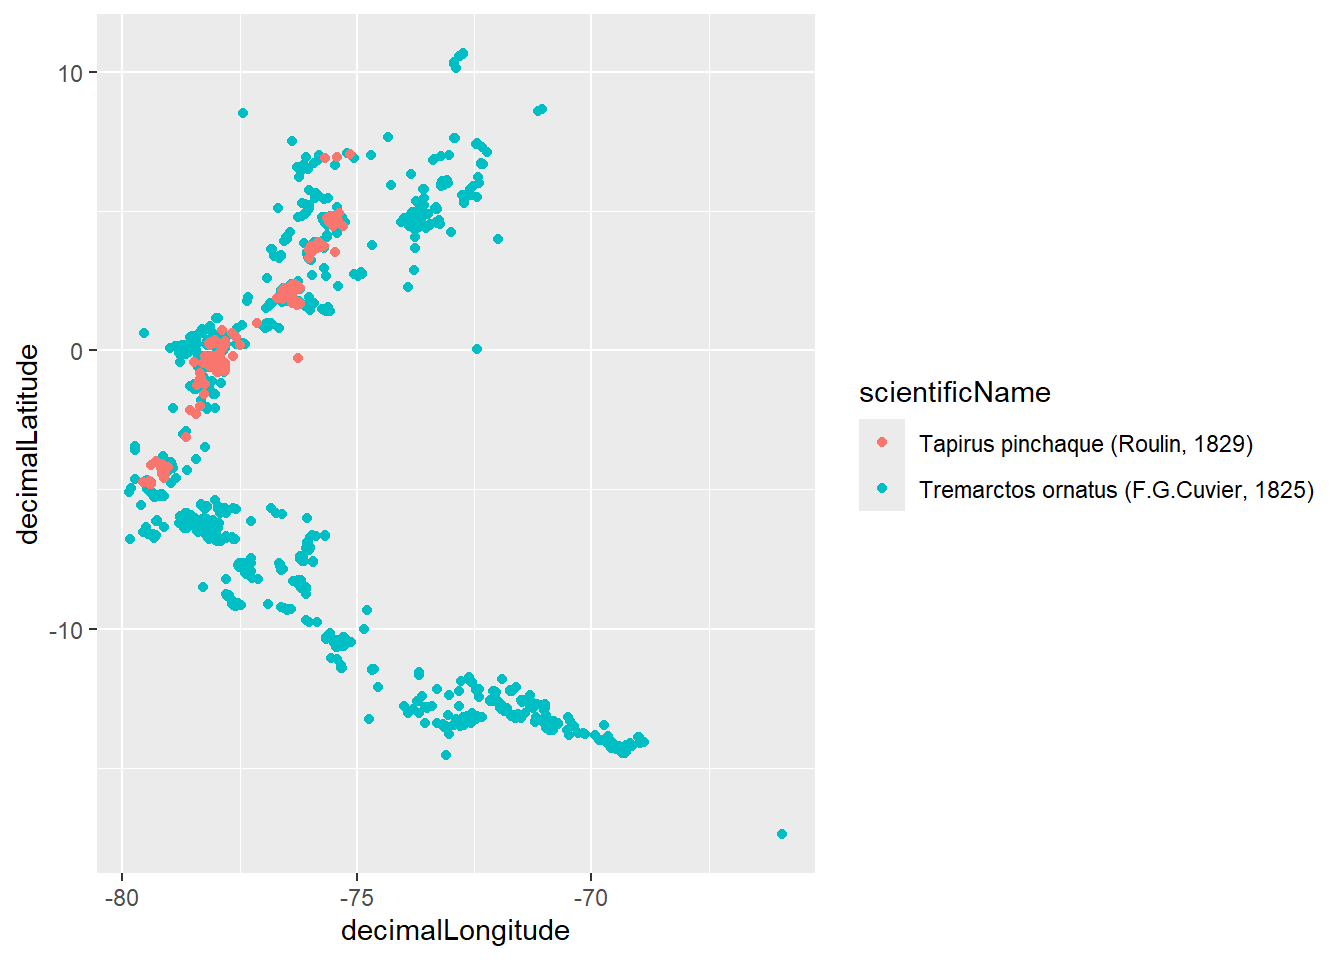 10
0
-10
decimalLatitude
-80
-75
-70
decimalLongitude
scientificName
Tapirus pinchaque (Roulin, 1829)
Tremarctos ornatus (F.G.Cuvier, 1825)